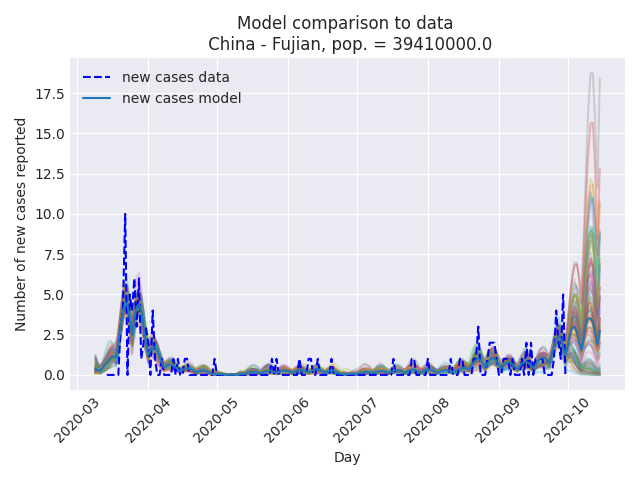 Model comparison to data
China - Fujian, pop. = 39410000.0
new cases data
new cases model
Number of new cases reported
17.5
15.0
12.5
10.0
7.5
5.0
2.5
0.0
2020-03
2020-04
2020-05
2020-06
2020-07
2020-08
2020-09
2020-10
Day